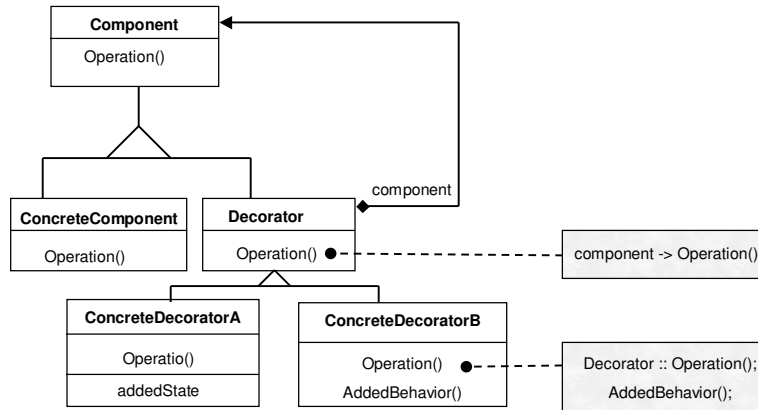 Component
Operation()
component
ConcreteComponent
Operation()
Decorator
Operation()
component -> Operation()
ConcreteDecoratorA
Operatio()
addedState
ConcreteDecoratorB
Operation()
AddedBehavior()
Decorator :: Operation();
AddedBehavior();